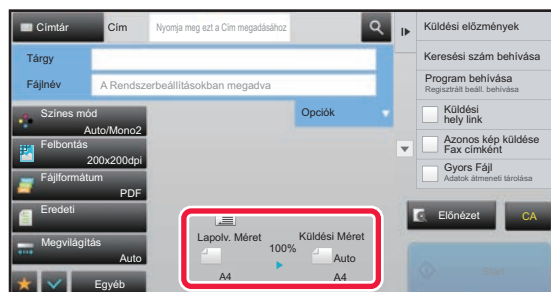 Címtár
Cím
Nyomja meg ezt a Cím megadásához
Tárgy
Fájlnév
A Rendszerbeállításokban megadva
Opciók
Színes mód
Auto/Mono2
Felbontás
200x200dpi
Fájlformátum
PDF
Eredeti
Megvilágítás
Auto
Egyéb
Lapolv. Méret
100%
Küldési Méret
Auto
A4
A4
Küldési előzmények
Keresési szám behívása
Program behívása
Regisztrált beáll. behívása
Küldési
hely link
Azonos kép küldése
Fax címként
Gyors Fájl
Adatok átmeneti tárolása
Előnézet
CA
Start